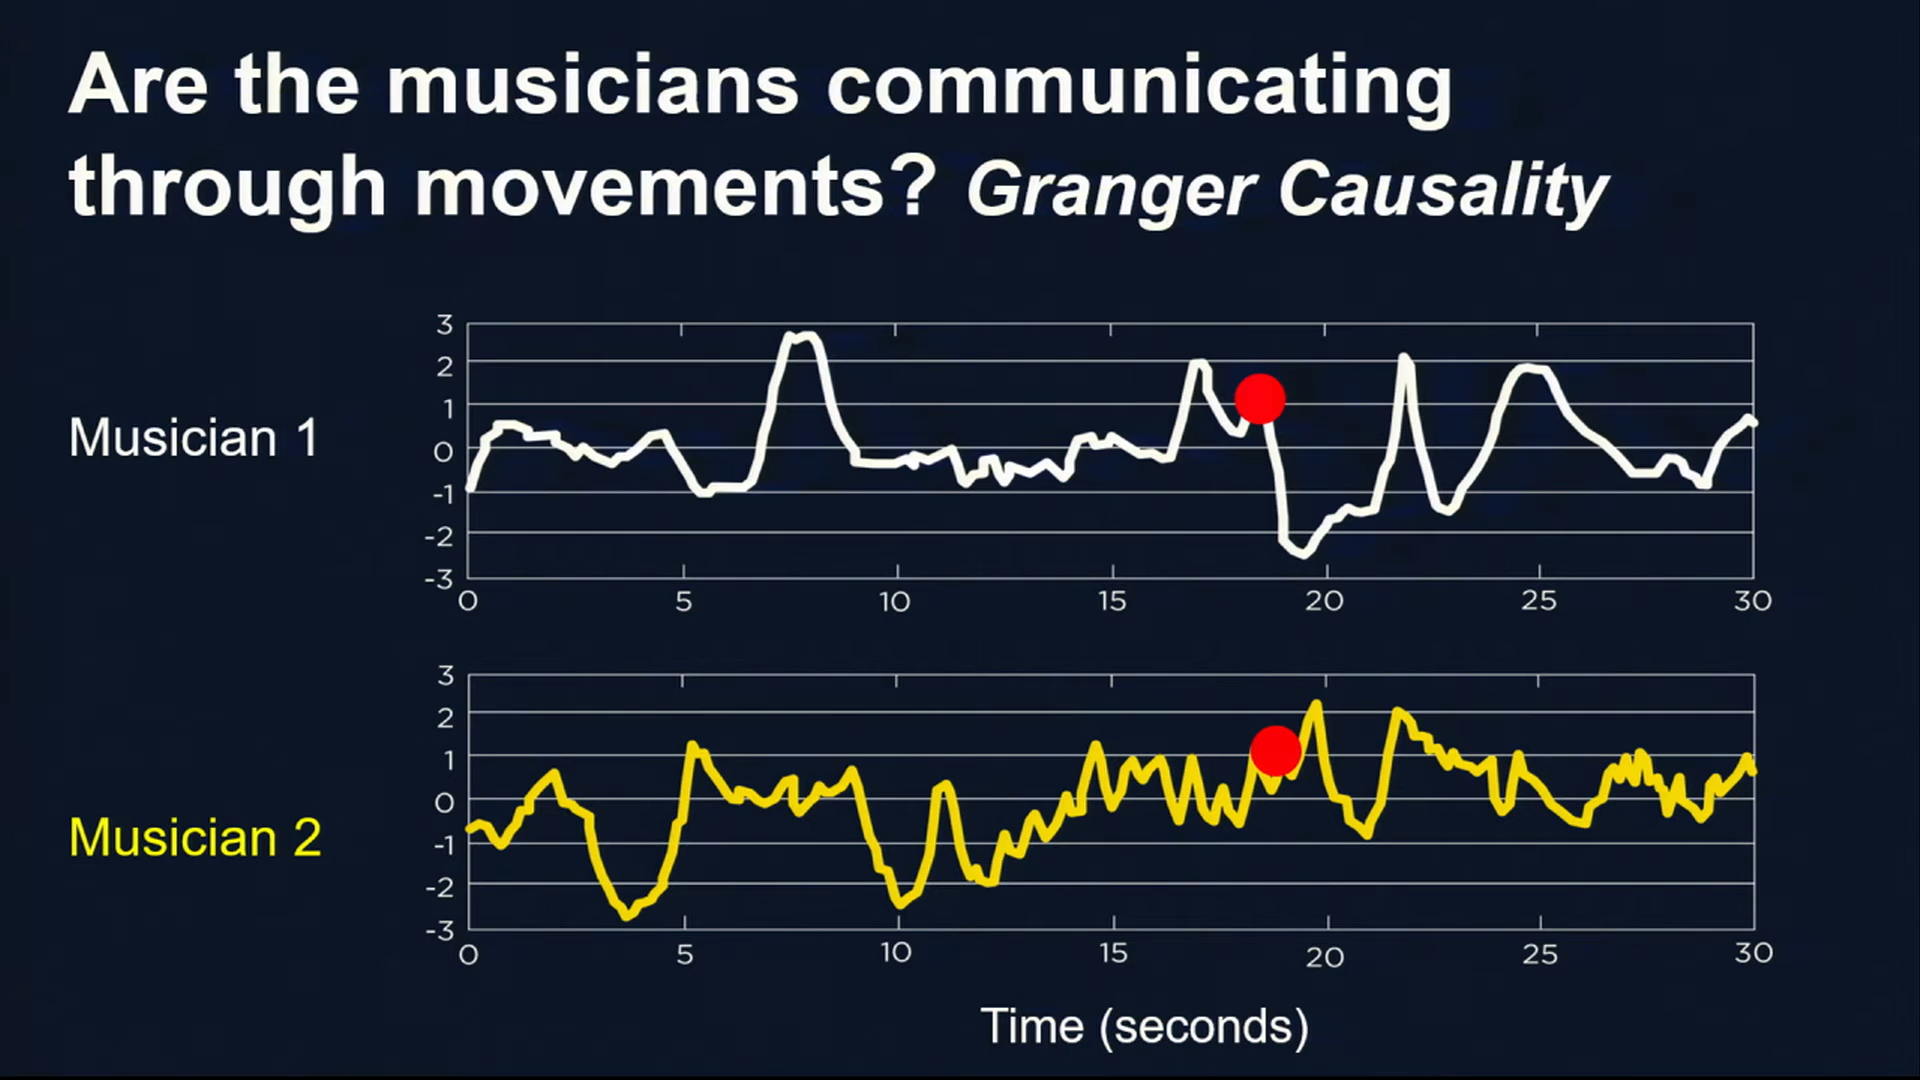 Are the musicians communicating
through movements? Granger Causality
Musician 1
3
2
1
0
-1
-2
-3
0 5 10 15 20 25 30
Musician 2
3
2
1
0
-1
-2
-3
0 5 10 15 20 25 30
Time (seconds)